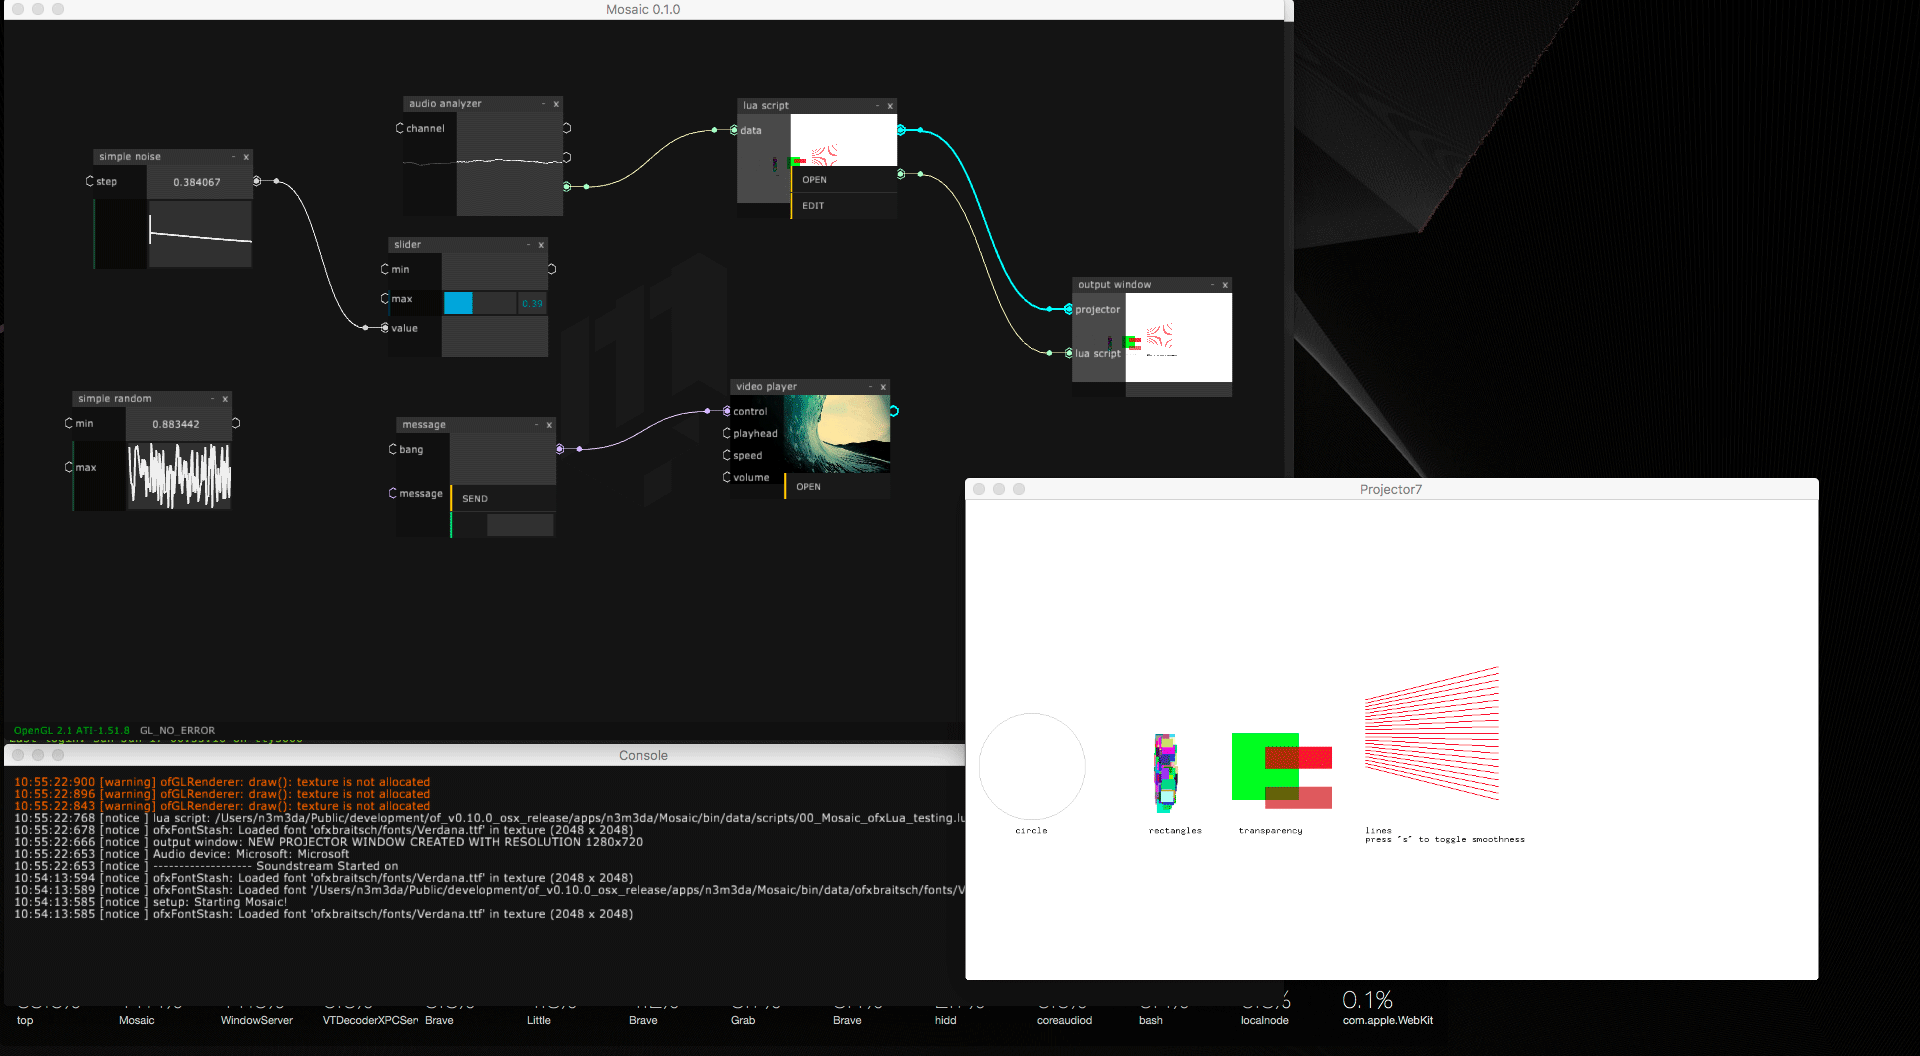 Mosaic 0.1.0
audio analyzer - x
channel
lua script - x
data
OPEN
EDIT
simple noise - x
step
0.384067
slider - x
min
max
0.39
value
output window - x
projector
lua script
simple random - x
min
0.883442
max
message - x
bang
message
SEND
video player - x
control
playhead
speed
volume
OPEN
Projector7
circle
rectangles
transparency
lines
press "s" to toggle smoothness
OpenGL 2.1 ATI-1.51.8 GL_NO_ERROR
Console
10:55:22:900 [warning] ofGLRenderer: draw(): texture is not allocated
10:55:22:896 [warning] ofGLRenderer: draw(): texture is not allocated
10:55:22:843 [warning] ofGLRenderer: draw(): texture is not allocated
10:55:22:768 [notice ] lua script: /Users/n3m3da/Public/development/of_v0.10.0_osx_release/apps/n3m3da/Mosaic/bin/data/scripts/00_Mosaic_ofxLua_testing.lu
10:55:22:678 [notice ] ofxFontStash: Loaded font 'ofxbraitsch/fonts/Verdana.ttf' in texture (2048 x 2048)
10:55:22:666 [notice ] output window: NEW PROJECTOR WINDOW CREATED WITH RESOLUTION 1280x720
10:55:22:653 [notice ] Audio device: Microsoft: Microsoft
10:55:22:653 [notice ] ------------------- Soundstream Started on
10:54:13:594 [notice ] ofxFontStash: Loaded font 'ofxbraitsch/fonts/Verdana.ttf' in texture (2048 x 2048)
10:54:13:589 [notice ] ofxFontStash: Loaded font '/Users/n3m3da/Public/development/of_v0.10.0_osx_release/apps/n3m3da/Mosaic/bin/data/ofxbraitsch/fonts/V
10:54:13:585 [notice ] setup: Starting Mosaic!
10:54:13:585 [notice ] ofxFontStash: Loaded font 'ofxbraitsch/fonts/Verdana.ttf' in texture (2048 x 2048)
0.1%
top Mosaic WindowServer VTDecoderXPCSer Brave Little Brave Grab Brave hidd coreaudiod bash localnode com.apple.WebKit